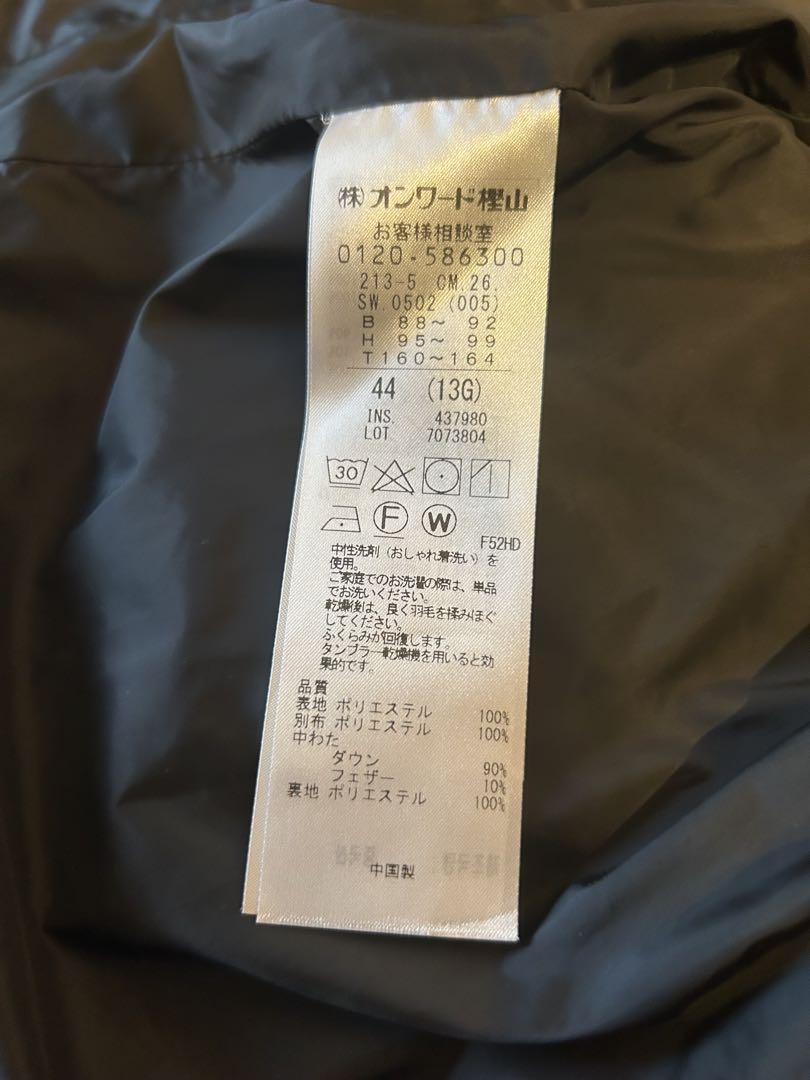 (株)オンワード樫山
お客様相談室
0120-586300
213-5 CM.26.
SW.0502 (005)
B 88～ 92
H 95～ 99
T160～164
44 (13G)
INS. 437980
LOT 7073804
30
F W
F52HD
中性洗剤（おしゃれ着洗い）を
使用。
ご家庭でのお洗濯の際は、単品
でお洗いください。
乾燥後は、良く羽毛を揉みほぐ
してください。
ふくらみが回復します。
タンブラー乾燥機を用いると効
果的です。
品質
表地 ポリエステル 100%
別布 ポリエステル 100%
中わた
ダウン 90%
フェザー 10%
裏地 ポリエステル 100%
中国製